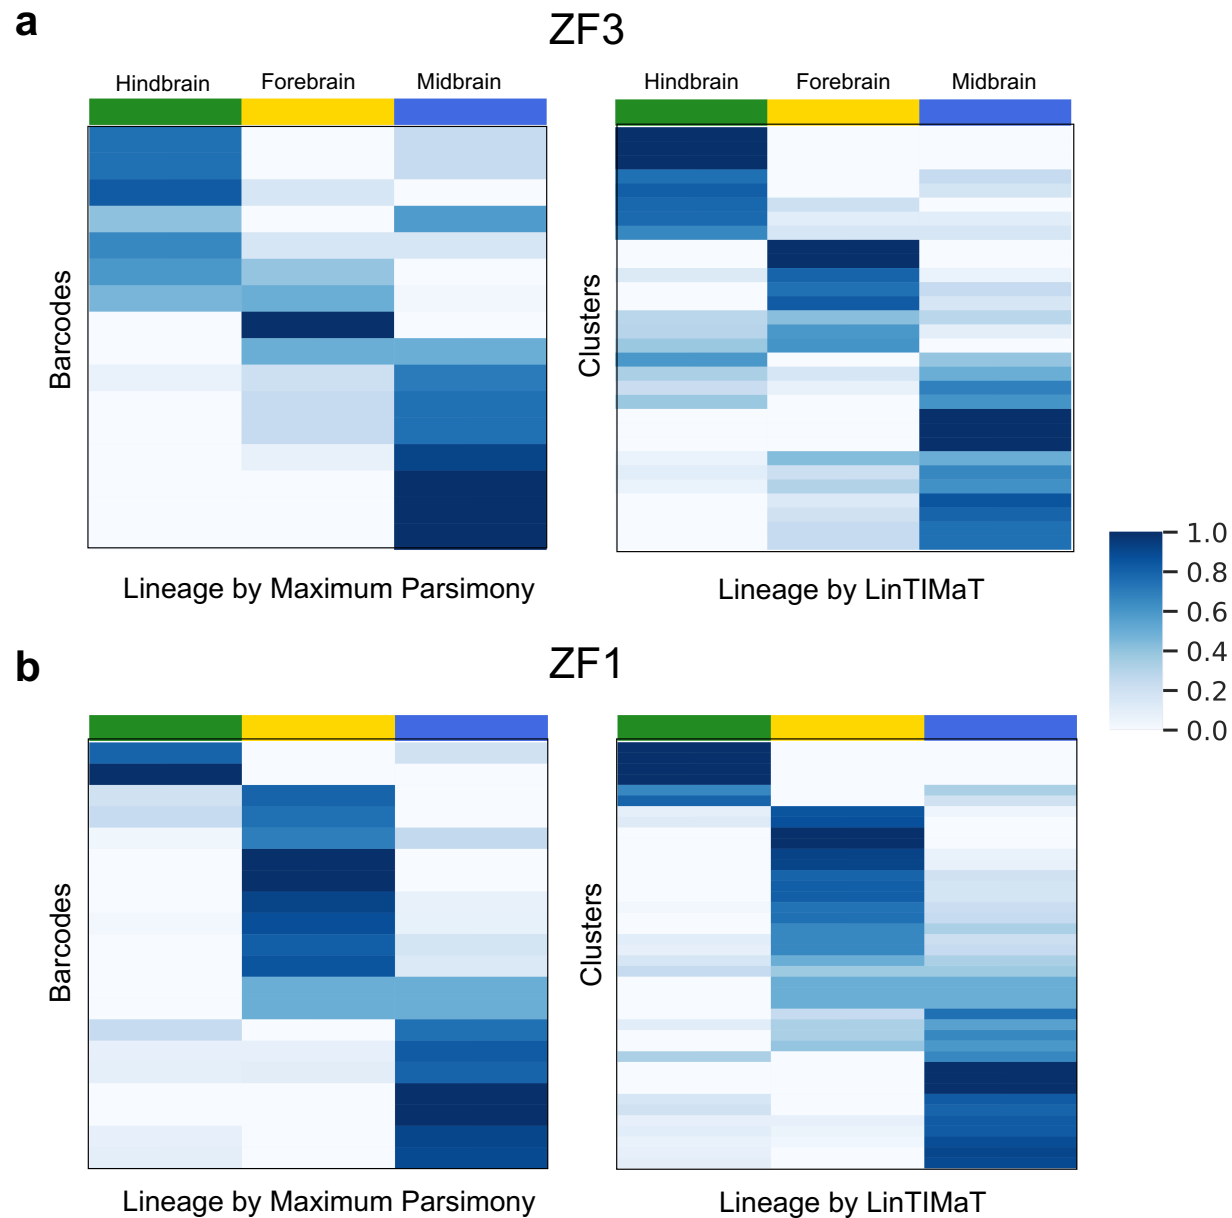 a
ZF3
Hindbrain Forebrain Midbrain
Hindbrain Forebrain Midbrain
Barcodes
Clusters
Lineage by Maximum Parsimony
Lineage by LinTIMaT
1.0
0.8
0.6
0.4
0.2
0.0
b
ZF1
Barcodes
Clusters
Lineage by Maximum Parsimony
Lineage by LinTIMaT